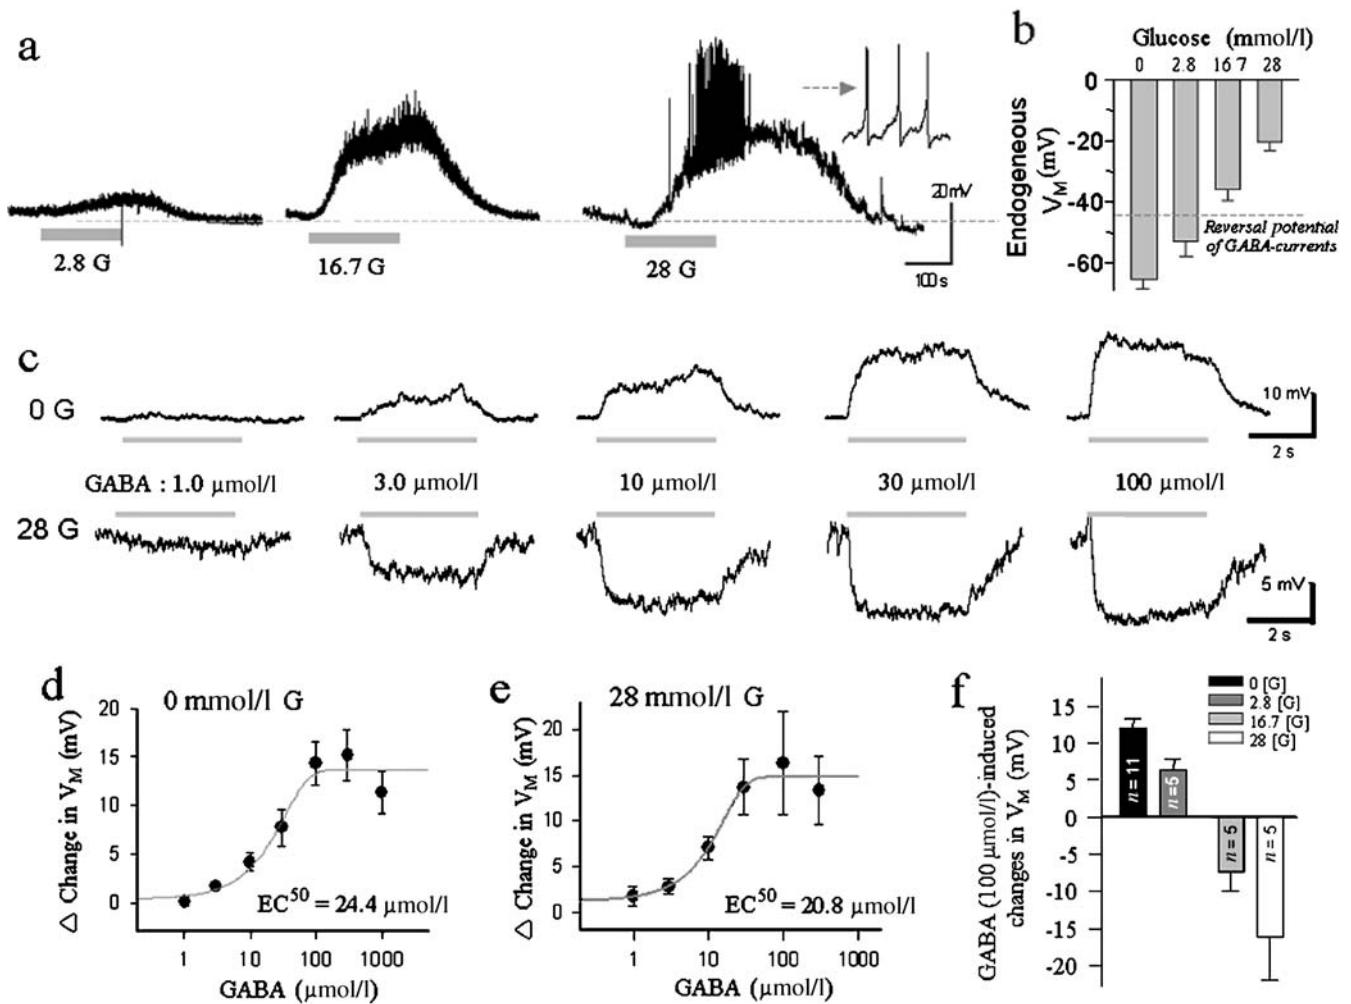 a
20 mV
100 s
2.8 G
16.7 G
28 G
b
Glucose (mmol/l)
0 2.8 16.7 28
Endogeneous
V_M (mV)
0
-20
-40
-60
Reversal potential
of GABA-currents
c
0 G
10 mV
2 s
GABA : 1.0 µmol/l 3.0 µmol/l 10 µmol/l 30 µmol/l 100 µmol/l
28 G
5 mV
2 s
d
0 mmol/l G
△ Change in V_M (mV)
20
15
10
5
0
EC^50 = 24.4 µmol/l
1 10 100 1000
GABA (µmol/l)
e
28 mmol/l G
△ Change in V_M (mV)
20
15
10
5
0
EC^50 = 20.8 µmol/l
1 10 100 1000
GABA (µmol/l)
f
0 [G]
2.8 [G]
16.7 [G]
28 [G]
GABA (100 µmol/l)-induced
changes in V_M (mV)
15
10
5
0
-5
-10
-15
-20
n = 11
n=5
n = 5
n = 5